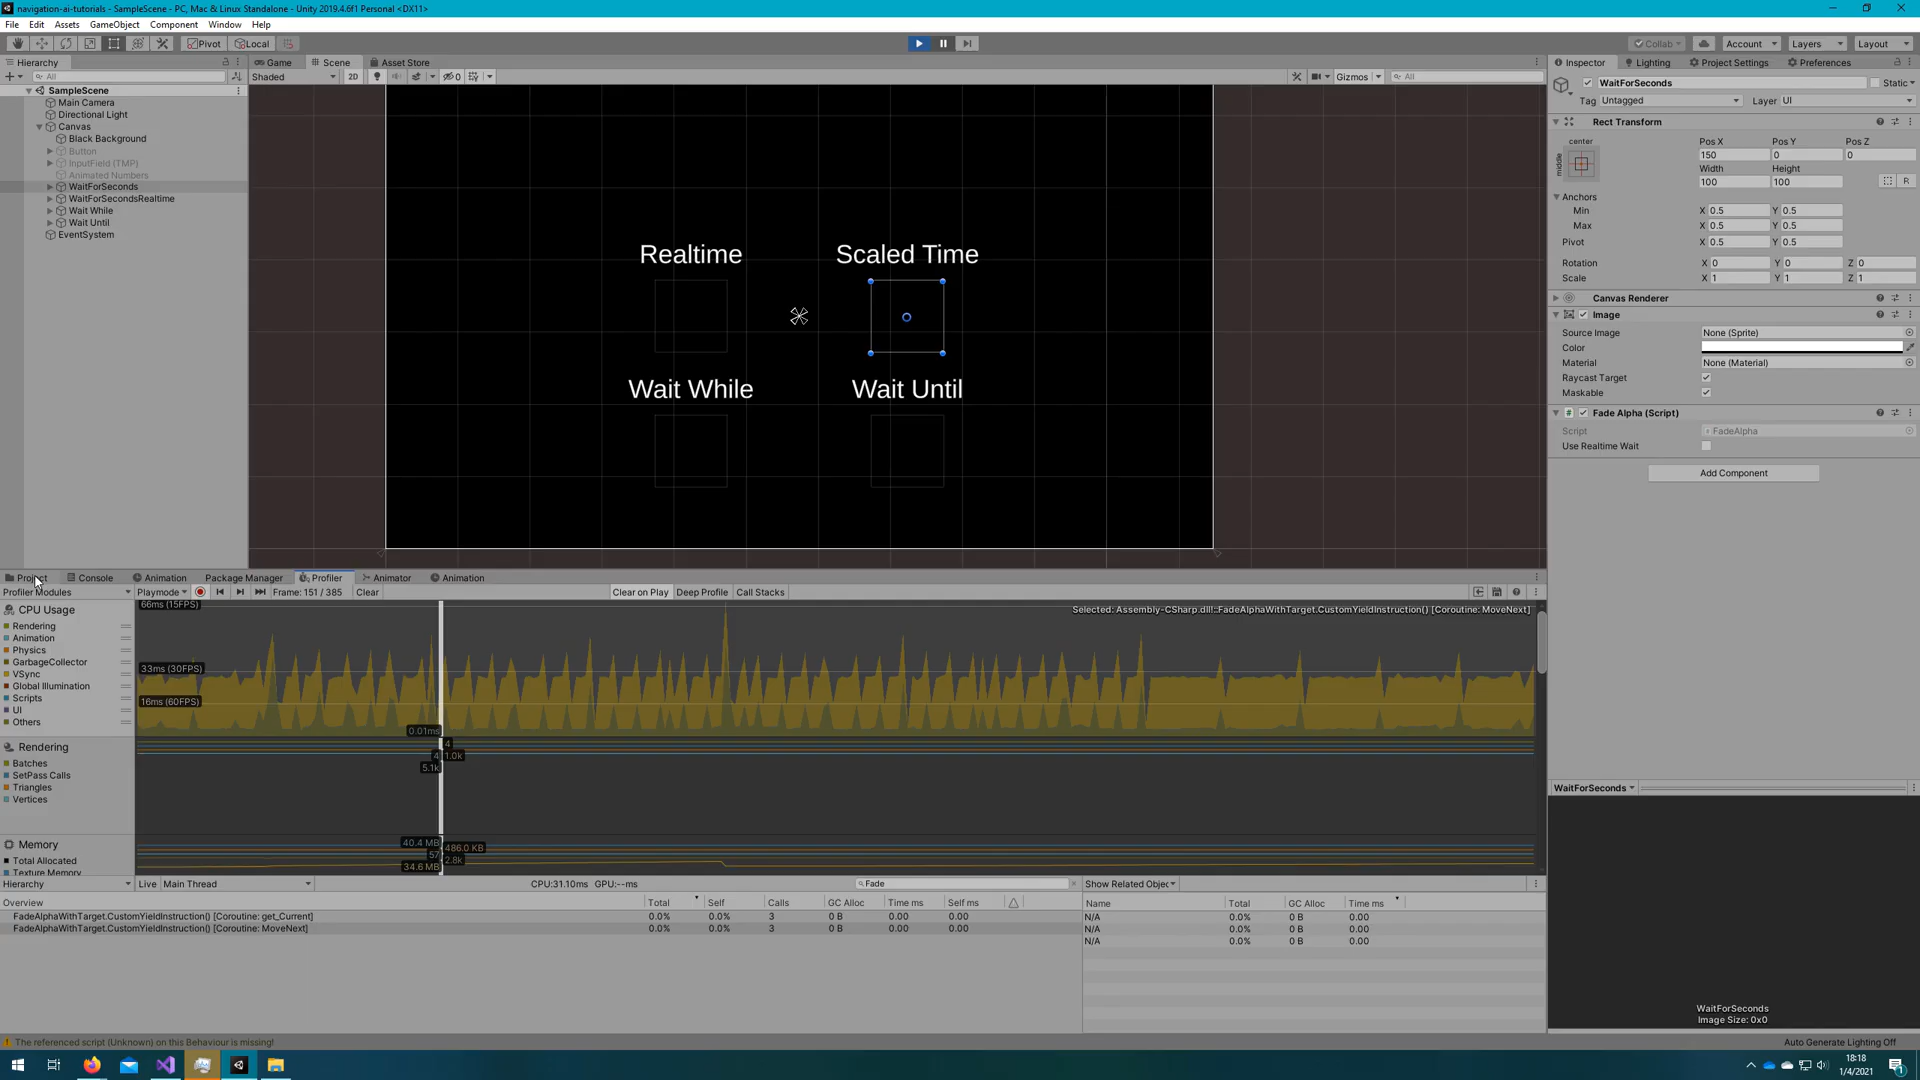 navigation-ai-tutorials - SampleScene - PC, Mac & Linux Standalone - Unity 2019.4.6f1 Personal <DX11>
File Edit Assets GameObject Component Window Help
Pivot Local Collab Account Layers Layout
Hierarchy Game Scene Asset Store Inspector Lighting Project Settings Preferences
All Shaded 2D 0 Gizmos All
WaitForSeconds Static
Tag Untagged Layer UI
SampleScene
Main Camera
Directional Light
Canvas
Black Background
Button
InputField (TMP)
Animated Numbers
WaitForSeconds
WaitForSecondsRealtime
Wait While
Wait Until
EventSystem
Realtime Scaled Time
Wait While Wait Until
Rect Transform
center Pos X Pos Y Pos Z
middle 150 0 0
Width Height
100 100 R
Anchors
Min X 0.5 Y 0.5
Max X 0.5 Y 0.5
Pivot X 0.5 Y 0.5
Rotation X 0 Y 0 Z 0
Scale X 1 Y 1 Z 1
Canvas Renderer
Image
Source Image None (Sprite)
Color
Material None (Material)
Raycast Target
Maskable
Fade Alpha (Script)
Script FadeAlpha
Use Realtime Wait
Add Component
Project Console Animation Package Manager Profiler Animator Animation
Profiler Modules Playmode Frame: 151 / 385 Clear Clear on Play Deep Profile Call Stacks
CPU Usage
Rendering
Animation
Physics
GarbageCollector
VSync
Global Illumination
Scripts
UI
Others
66ms (15FPS)
Selected: Assembly-CSharp.dll!::FadeAlphaWithTarget.CustomYieldInstruction() [Coroutine: MoveNext]
33ms (30FPS)
16ms (60FPS)
0.01ms
4
4 1.0k
5.1k
Rendering
Batches
SetPass Calls
Triangles
Vertices
Memory
Total Allocated
Texture Memory
40.4 MB
486.0 KB
57
2.8k
34.6 MB
Hierarchy Live Main Thread CPU:31.10ms GPU:--ms Fade Show Related Objec
Overview Total Self Calls GC Alloc Time ms Self ms
FadeAlphaWithTarget.CustomYieldInstruction() [Coroutine: get_Current] 0.0% 0.0% 3 0 B 0.00 0.00
FadeAlphaWithTarget.CustomYieldInstruction() [Coroutine: MoveNext] 0.0% 0.0% 3 0 B 0.00 0.00
Name Total GC Alloc Time ms
N/A 0.0% 0 B 0.00
N/A 0.0% 0 B 0.00
N/A 0.0% 0 B 0.00
WaitForSeconds
WaitForSeconds
Image Size: 0x0
The referenced script (Unknown) on this Behaviour is missing!
Auto Generate Lighting Off
18:18
1/4/2021
1